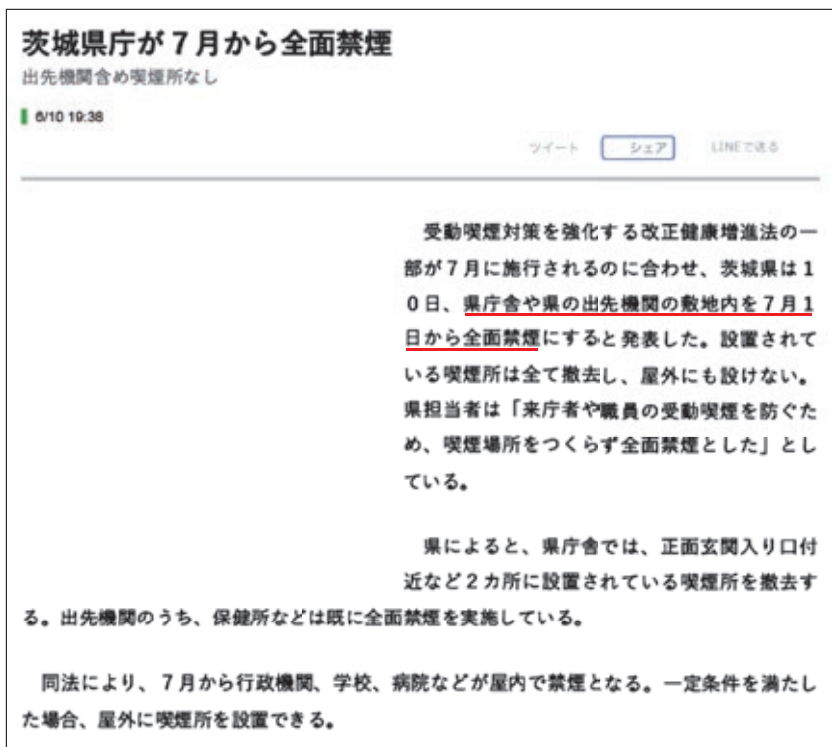 茨城県庁が７月から全面禁煙
出先機関含め喫煙所なし
6/10 19:38
ツイート シェア LINEで送る
受動喫煙対策を強化する改正健康増進法の一
部が７月に施行されるのに合わせ、茨城県は１
０日、県庁舎や県の出先機関の敷地内を７月１
日から全面禁煙にすると発表した。設置されて
いる喫煙所は全て撤去し、屋外にも設けない。
県担当者は「来庁者や職員の受動喫煙を防ぐた
め、喫煙場所をつくらず全面禁煙とした」とし
ている。
県によると、県庁舎では、正面玄関入り口付
近など２カ所に設置されている喫煙所を撤去す
る。出先機関のうち、保健所などは既に全面禁煙を実施している。
同法により、７月から行政機関、学校、病院などが屋内で禁煙となる。一定条件を満たし
た場合、屋外に喫煙所を設置できる。